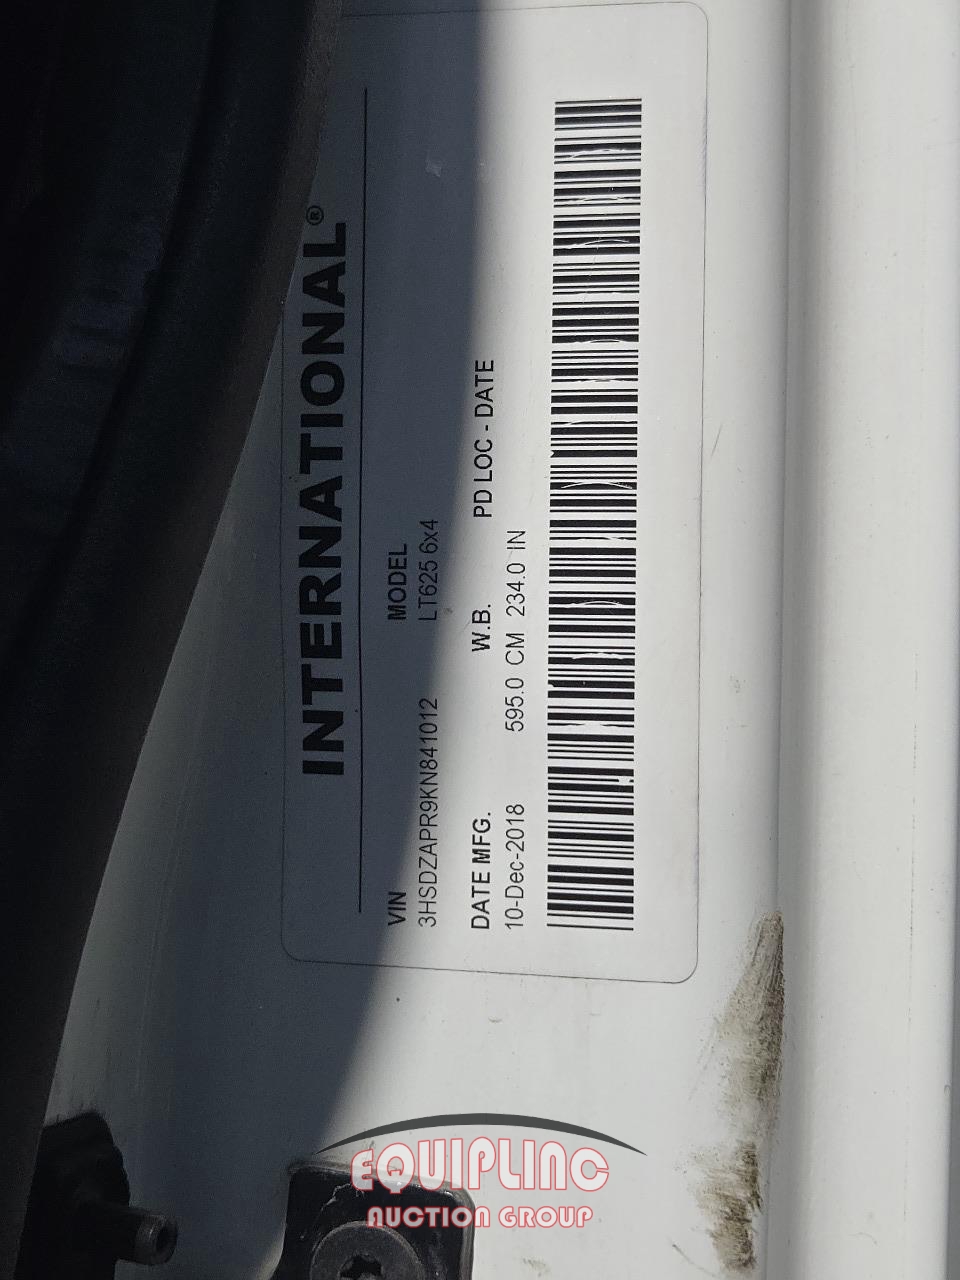 INTERNATIONAL®
VIN MODEL
3HSDZAPR9KN841012 LT625 6x4
DATE MFG. W.B. PD LOC - DATE
10-Dec-2018 595.0 CM 234.0 IN
EQUIPLINC
AUCTION GROUP